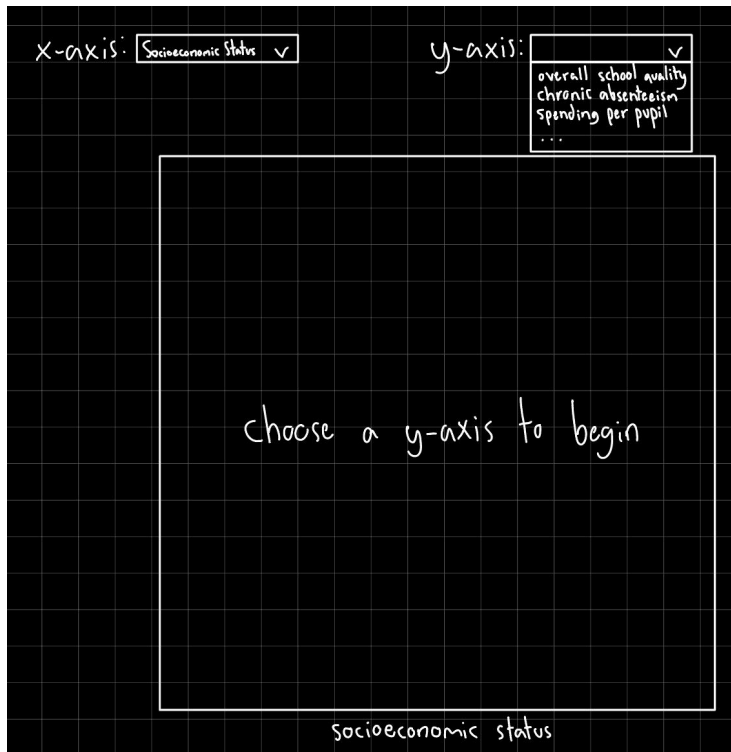 x-axis: Socioeconomic Status
y-axis:
overall school quality
chronic absenteeism
spending per pupil
...
choose a y-axis to begin
socioeconomic status